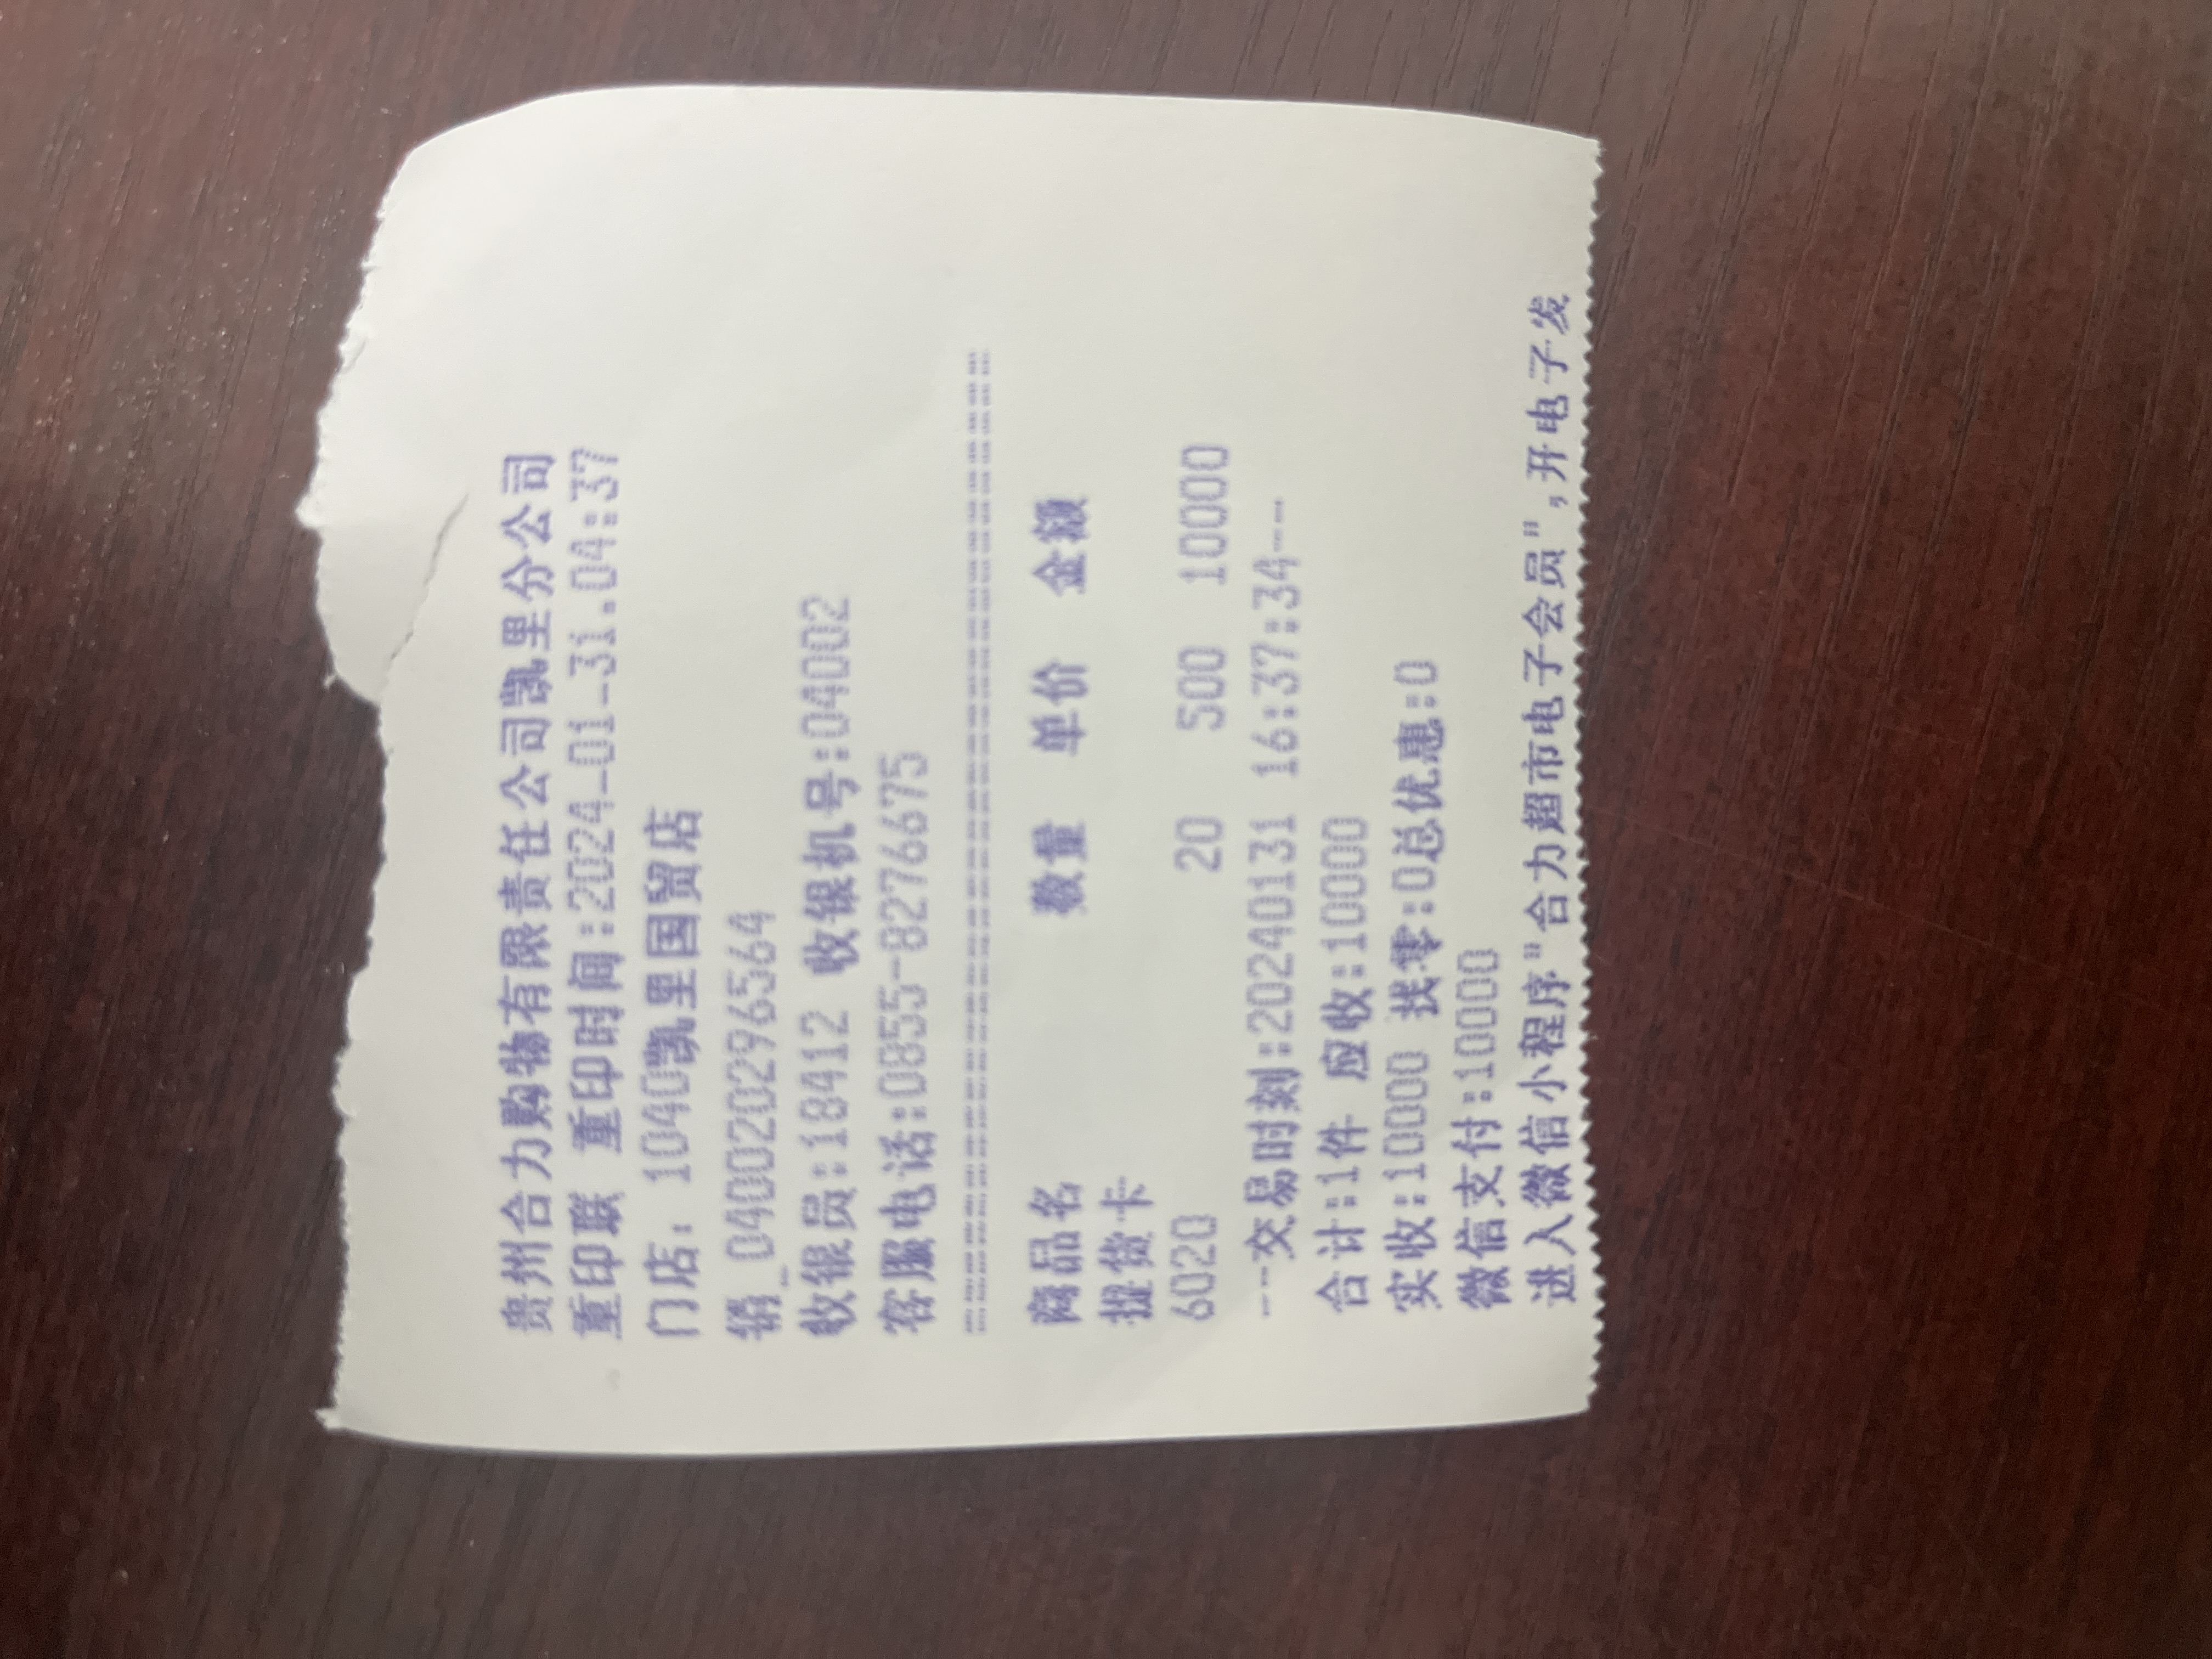 贵州合力购物有限责任公司凯里分公司
重印联 重印时间:2024-01-31.04:37
门店: 1040凯里国贸店
销_0400202296564
收银员:18412 收银机号:04002
客服电话:0855-8276675
商品名 数量 单价 金额
提货卡
6020 20 500 10000
--交易时刻:20240131 16:37:34---
合计:1件 应收:10000
实收:10000 找零:0总优惠:0
微信支付:10000
进入微信小程序"合力超市电子会员",开电子发